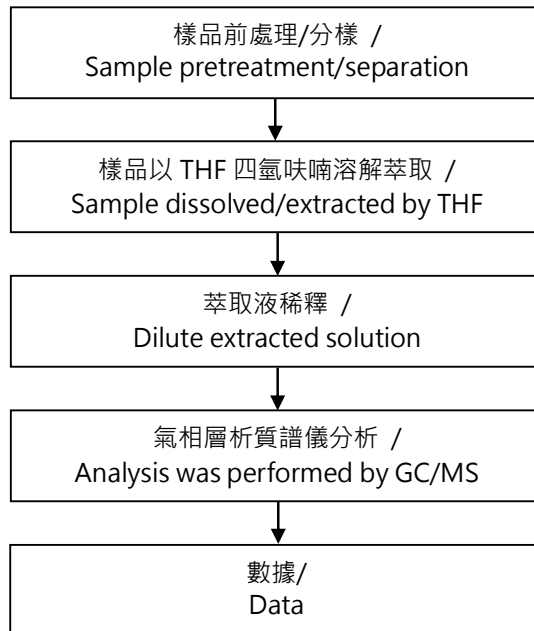 樣品前處理/分樣 /
Sample pretreatment/separation
樣品以 THF 四氫呋喃溶解萃取 /
Sample dissolved/extracted by THF
萃取液稀釋 /
Dilute extracted solution
氣相層析質譜儀分析 /
Analysis was performed by GC/MS
數據/
Data